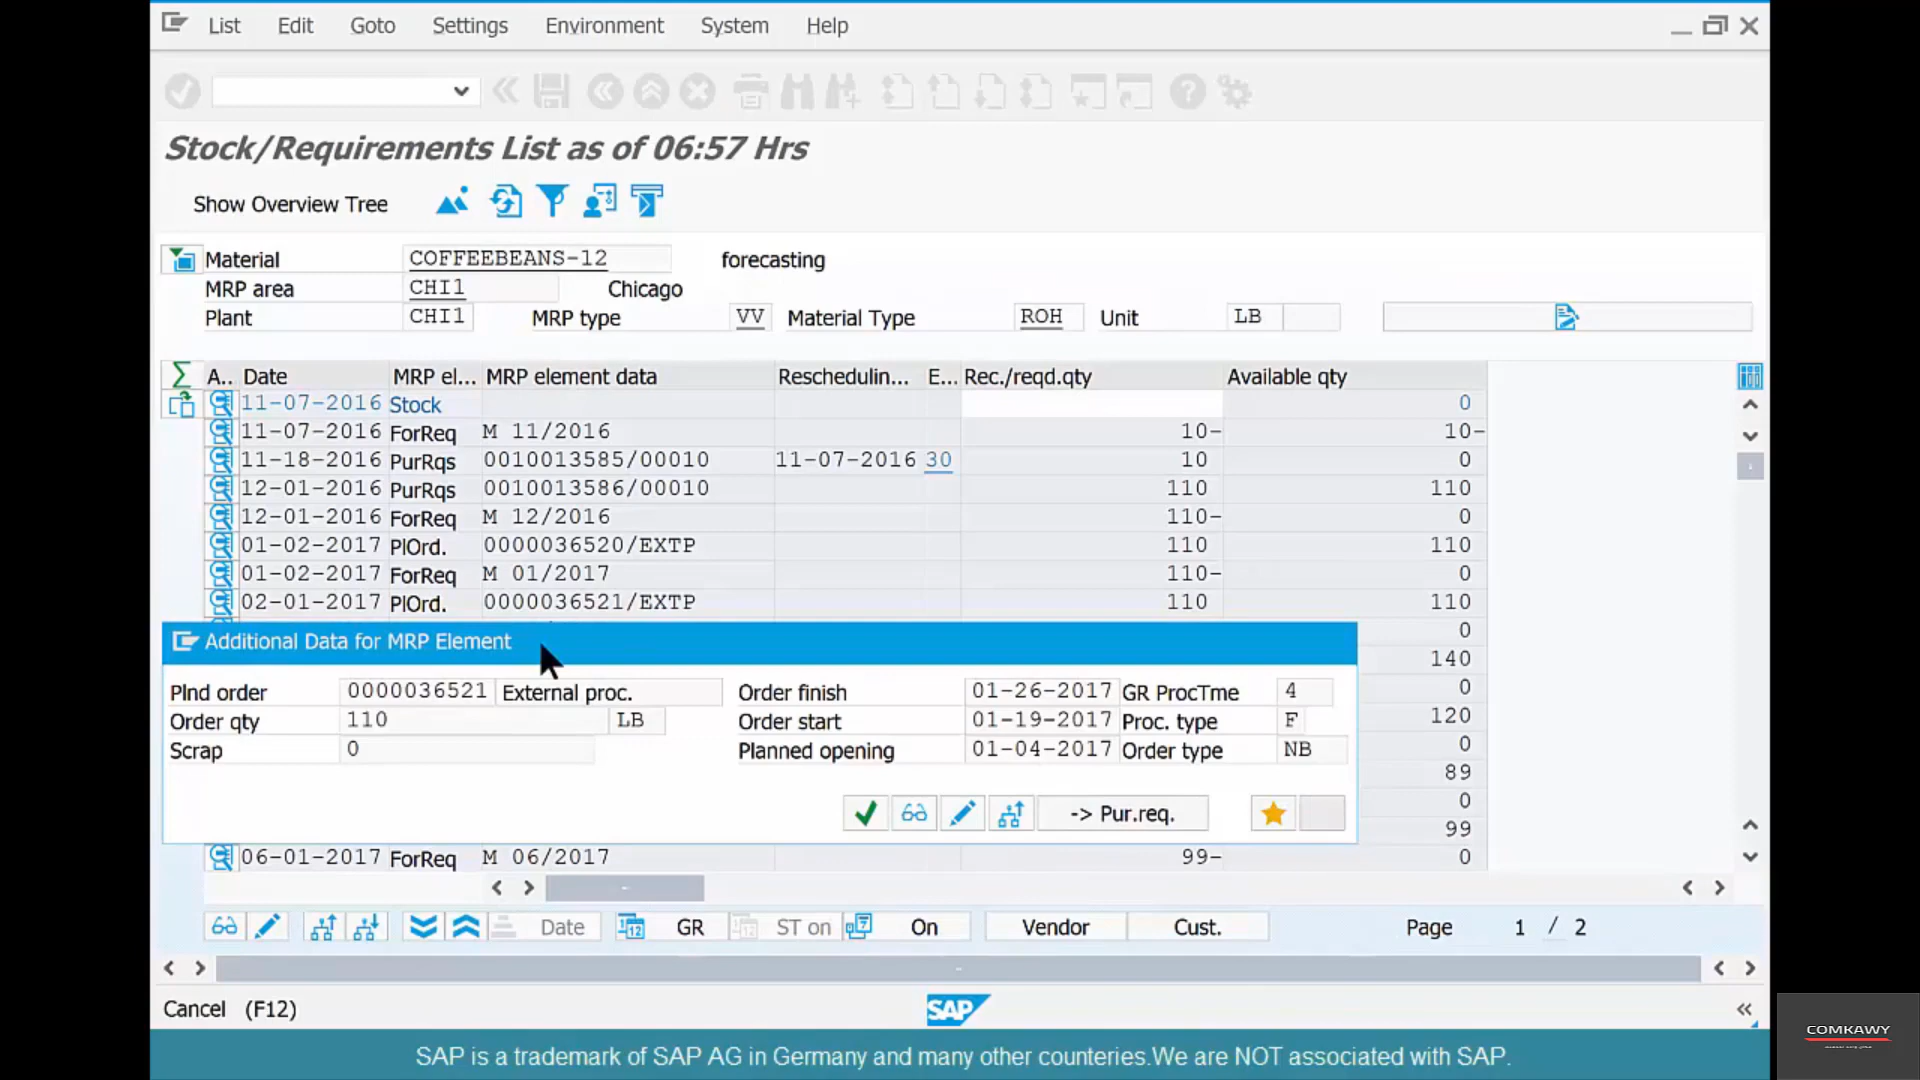 List Edit Goto Settings Environment System Help
Stock/Requirements List as of 06:57 Hrs
Show Overview Tree
Material COFFEEBEANS-12 forecasting
MRP area CHI1 Chicago
Plant CHI1 MRP type VV Material Type ROH Unit LB
A.. Date MRP el... MRP element data Reschedulin... E... Rec./reqd.qty Available qty
11-07-2016 Stock 0
11-07-2016 ForReq M 11/2016 10- 10-
11-18-2016 PurRqs 0010013585/00010 11-07-2016 30 10 0
12-01-2016 PurRqs 0010013586/00010 110 110
12-01-2016 ForReq M 12/2016 110- 0
01-02-2017 PlOrd. 0000036520/EXTP 110 110
01-02-2017 ForReq M 01/2017 110- 0
02-01-2017 PlOrd. 0000036521/EXTP 110 110
0
140
0
120
0
89
0
99
Additional Data for MRP Element
Plnd order 0000036521 External proc. Order finish 01-26-2017 GR ProcTme 4
Order qty 110 LB Order start 01-19-2017 Proc. type F
Scrap 0 Planned opening 01-04-2017 Order type NB
-> Pur.req.
06-01-2017 ForReq M 06/2017 99- 0
Date GR ST on On Vendor Cust. Page 1 / 2
Cancel (F12) SAP
COMKAWY
SAP is a trademark of SAP AG in Germany and many other counteries.We are NOT associated with SAP.